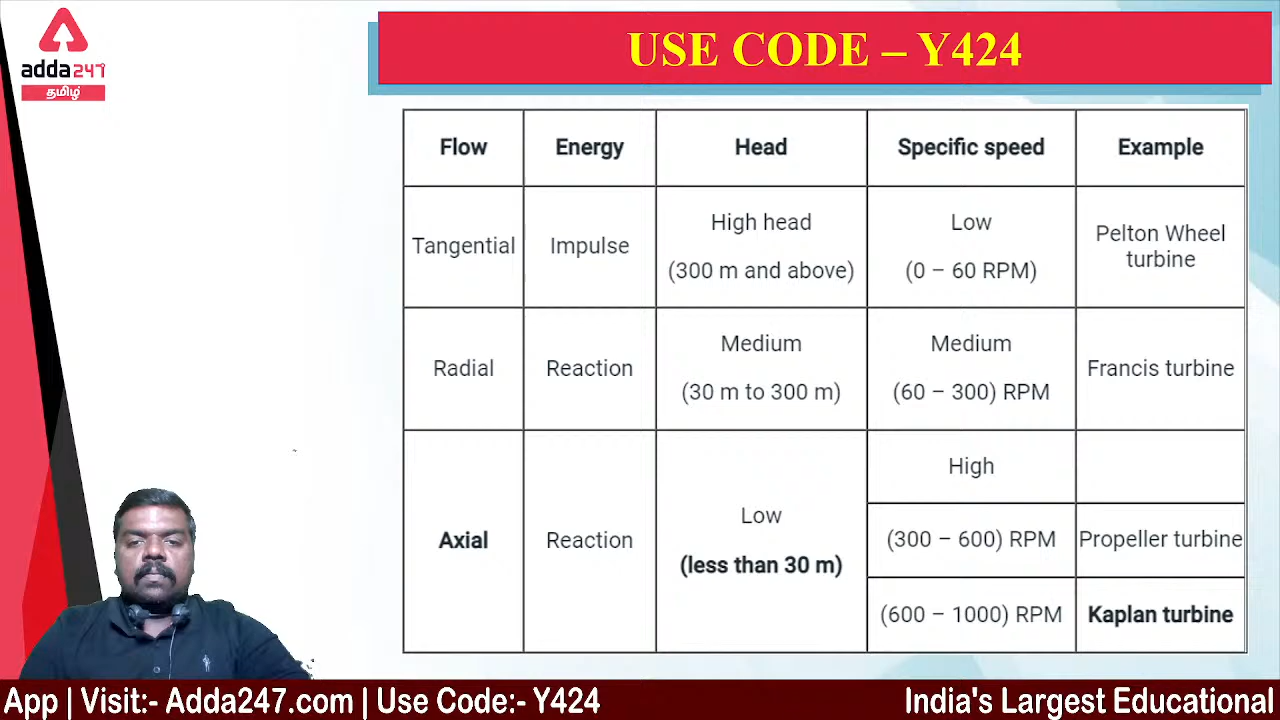 adda247
தமிழ்
USE CODE – Y424
Flow Energy Head Specific speed Example
Tangential Impulse High head (300 m and above) Low (0 – 60 RPM) Pelton Wheel turbine
Radial Reaction Medium (30 m to 300 m) Medium (60 – 300) RPM Francis turbine
Axial Reaction Low (less than 30 m) High
(300 – 600) RPM Propeller turbine
(600 – 1000) RPM Kaplan turbine
App | Visit:- Adda247.com | Use Code:- Y424 India's Largest Educational